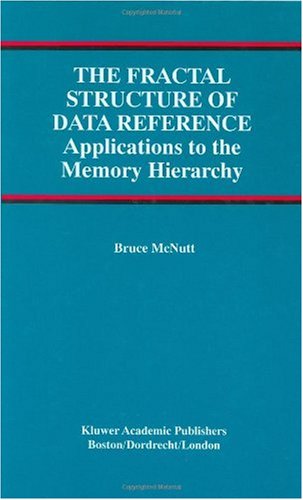 THE FRACTAL
STRUCTURE OF
DATA REFERENCE
Applications to the
Memory Hierarchy
Bruce McNutt
Kluwer Academic Publishers
Boston/Dordrecht/London